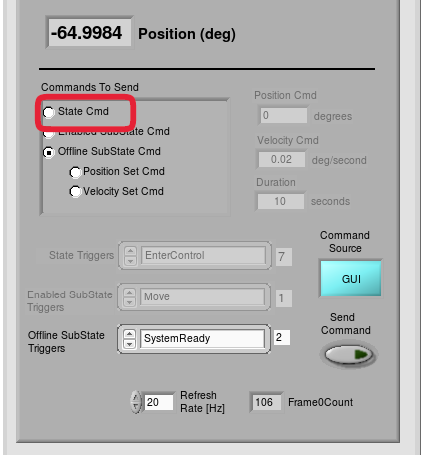 -64.9984 Position (deg)
Commands To Send
State Cmd
Enabled SubState Cmd
Offline SubState Cmd
Position Set Cmd
Velocity Set Cmd
Position Cmd
0 degrees
Velocity Cmd
0.02 deg/second
Duration
10 seconds
State Triggers EnterControl 7
Enabled SubState
Triggers Move 1
Offline SubState
Triggers SystemReady 2
Command
Source
GUI
Send
Command
20 Refresh
Rate [Hz]
106 Frame0Count